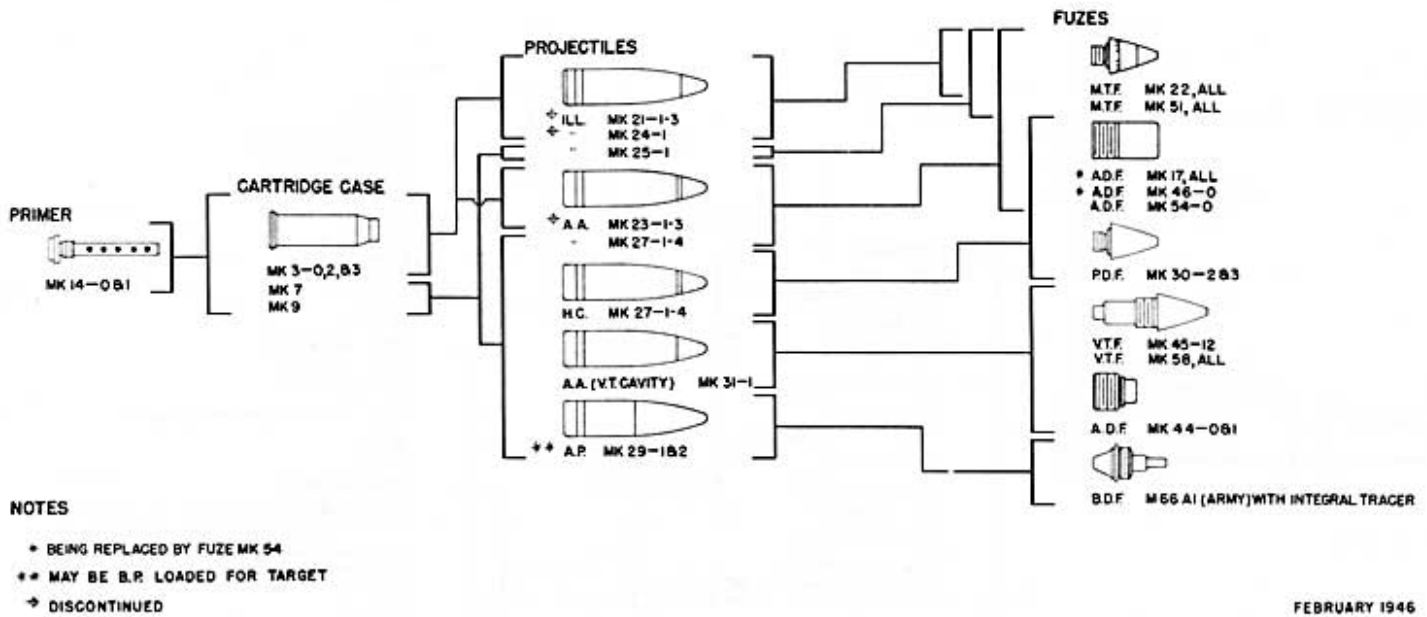 PRIMER
MK 14-0&1
CARTRIDGE CASE
MK 3-0,2,&3
MK 7
MK 9
PROJECTILES
ILL. MK 21-1-3
" MK 24-1
" MK 25-1
A.A. MK 23-1-3
" MK 27-1-4
H.C. MK 27-1-4
A.A. (V.T. CAVITY) MK 31-1
** A.P. MK 29-1&2
FUZES
M.T.F. MK 22, ALL
M.T.F. MK 51, ALL
* A.D.F. MK 17, ALL
* A.D.F. MK 46-0
A.D.F. MK 54-0
P.D.F. MK 30-2&3
V.T.F. MK 45-12
V.T.F. MK 58, ALL
A.D.F. MK 44-0&1
B.D.F. M66 A1 (ARMY) WITH INTEGRAL TRACER
NOTES
* BEING REPLACED BY FUZE MK 54
** MAY BE B.P. LOADED FOR TARGET
DISCONTINUED
FEBRUARY 1946